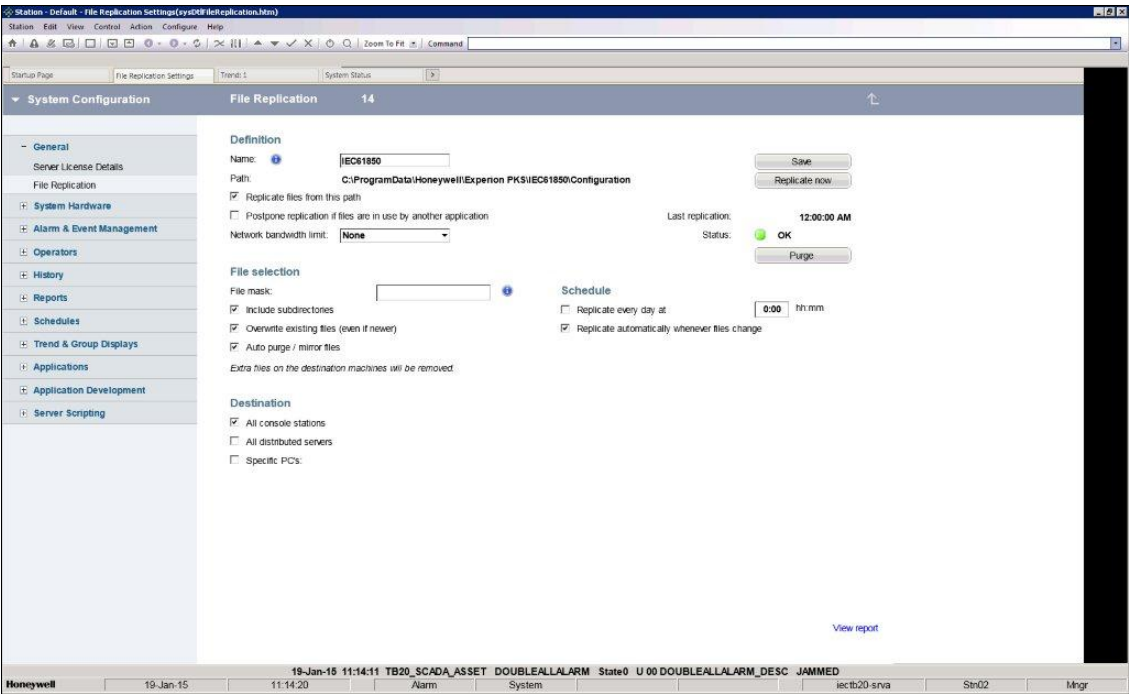 Station - Default - File Replication Settings(sysDtlFileReplication.htm)
Station Edit View Control Action Configure Help
Zoom To Fit Command
Startup Page File Replication Settings Trend: 1 System Status
System Configuration File Replication 14
General
Server License Details
File Replication
System Hardware
Alarm & Event Management
Operators
History
Reports
Schedules
Trend & Group Displays
Applications
Application Development
Server Scripting
Definition
Name: IEC61850
Save
Path: C:\ProgramData\Honeywell\Experion PKS\IEC61850\Configuration
Replicate now
Replicate files from this path
Postpone replication if files are in use by another application
Last replication: 12:00:00 AM
Network bandwidth limit: None
Status: OK
Purge
File selection
File mask:
Include subdirectories
Overwrite existing files (even if newer)
Auto purge / mirror files
Extra files on the destination machines will be removed.
Schedule
Replicate every day at 0:00 hh:mm
Replicate automatically whenever files change
Destination
All console stations
All distributed servers
Specific PC's:
View report
19-Jan-15 11:14:11 TB20_SCADA_ASSET DOUBLEALLALARM State0 U 00 DOUBLEALLALARM_DESC JAMMED
Honeywell 19-Jan-15 11:14:20 Alarm System iectb20-srva Stn02 Mngr